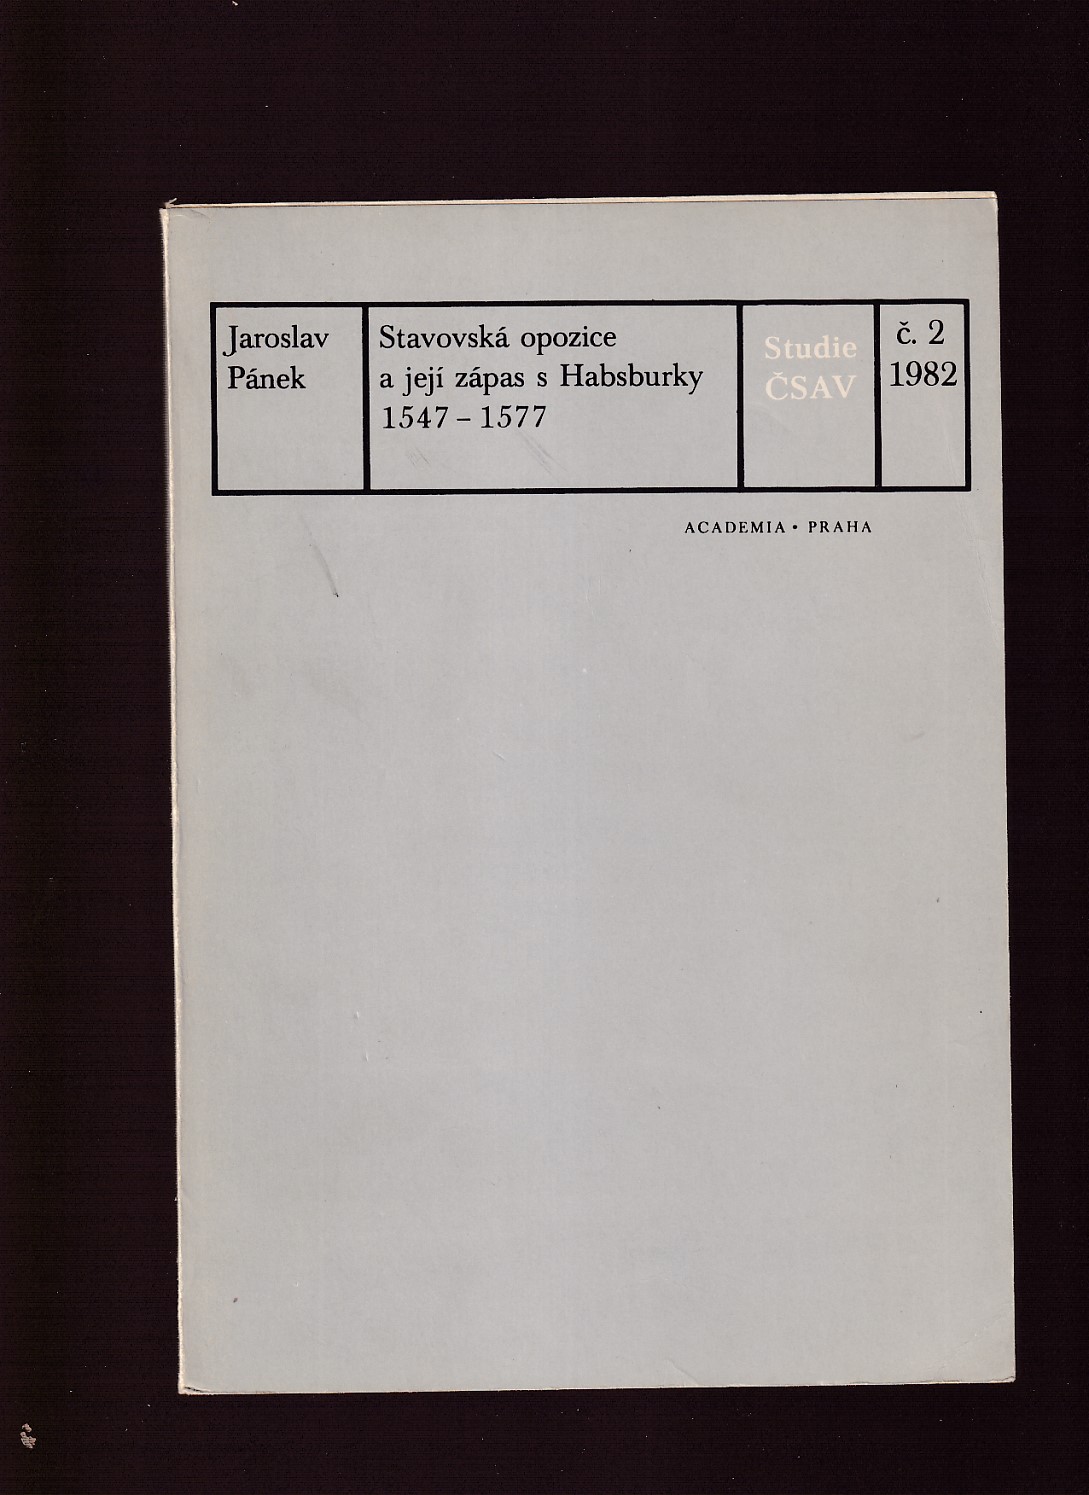 Jaroslav
Pánek
Stavovská opozice
a její zápas s Habsburky
1547 – 1577
Studie
ČSAV
č. 2
1982
ACADEMIA • PRAHA